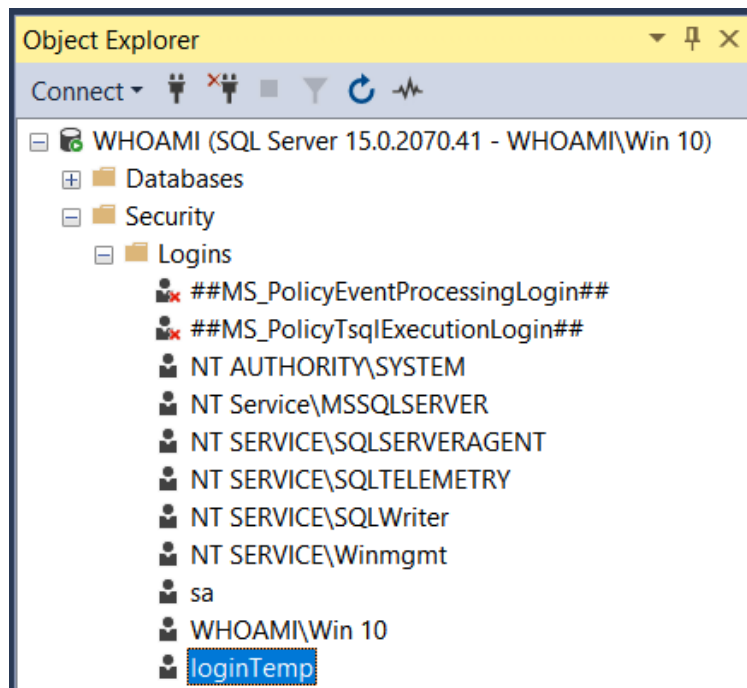 Object Explorer
Connect
WHOAMI (SQL Server 15.0.2070.41 - WHOAMI\Win 10)
Databases
Security
Logins
##MS_PolicyEventProcessingLogin##
##MS_PolicyTsqlExecutionLogin##
NT AUTHORITY\SYSTEM
NT Service\MSSQLSERVER
NT SERVICE\SQLSERVERAGENT
NT SERVICE\SQLTELEMETRY
NT SERVICE\SQLWriter
NT SERVICE\Winmgmt
sa
WHOAMI\Win 10
loginTemp